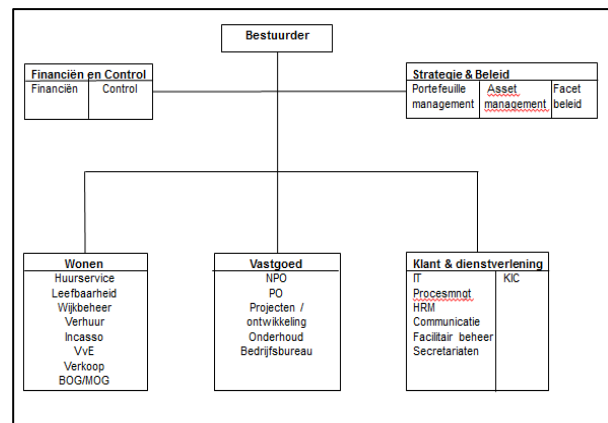 Bestuurder
Financiën en Control
Financiën Control
Strategie & Beleid
Portefeuille Asset Facet
management management beleid
Wonen
Huurservice
Leefbaarheid
Wijkbeheer
Verhuur
Incasso
VvE
Verkoop
BOG/MOG
Vastgoed
NPO
PO
Projecten /
ontwikkeling
Onderhoud
Bedrijfsbureau
Klant & dienstverlening
IT KIC
Procesmngt
HRM
Communicatie
Facilitair beheer
Secretariaten